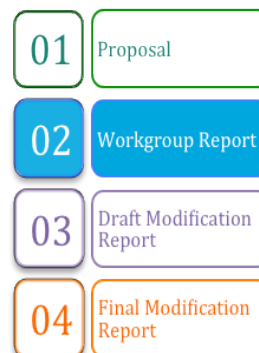 01
Proposal
02
Workgroup Report
03
Draft Modification
Report
04
Final Modification
Report